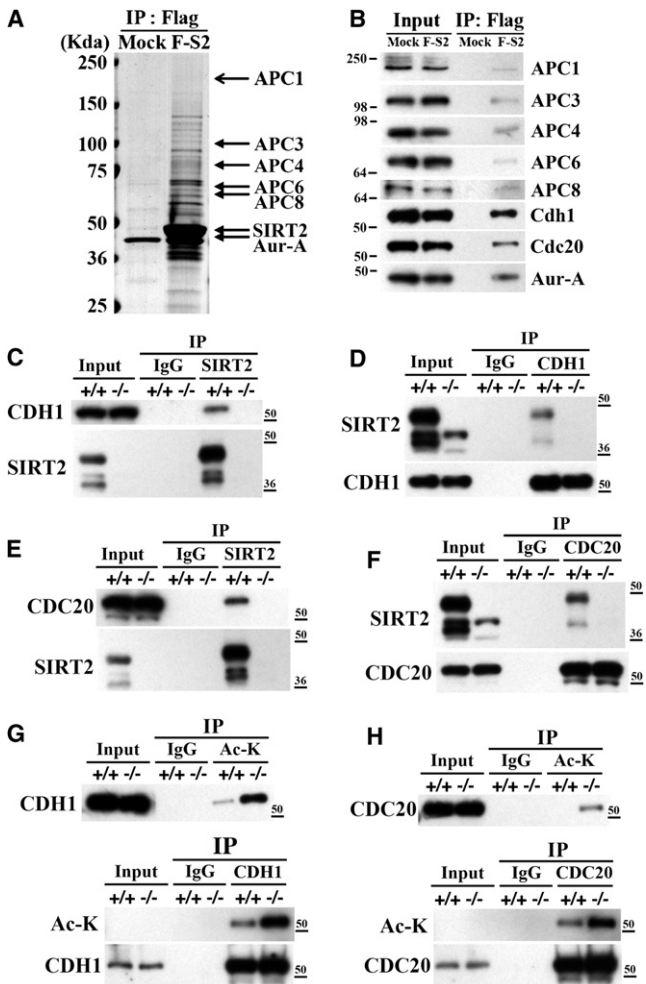 A
IP : Flag
(Kda) Mock F-S2
250
150
100
75
50
36
25
APC1
APC3
APC4
APC6
APC8
SIRT2
Aur-A
B
Input IP: Flag
Mock F-S2 Mock F-S2
250
98
98
64
64
50
50
50
APC1
APC3
APC4
APC6
APC8
Cdh1
Cdc20
Aur-A
C
IP
Input IgG SIRT2
+/+ -/- +/+ -/- +/+ -/-
CDH1 50
50
SIRT2
36
D
IP
Input IgG CDH1
+/+ -/- +/+ -/- +/+ -/-
50
SIRT2
36
CDH1 50
E
IP
Input IgG SIRT2
+/+ -/- +/+ -/- +/+ -/-
CDC20
50
50
SIRT2
36
F
IP
Input IgG CDC20
+/+ -/- +/+ -/- +/+ -/-
50
SIRT2
36
CDC20
50
G
IP
Input IgG Ac-K
+/+ -/- +/+ -/- +/+ -/-
CDH1
50
IP
Input IgG CDH1
+/+ -/- +/+ -/- +/+ -/-
Ac-K 50
CDH1 50
H
IP
Input IgG Ac-K
+/+ -/- +/+ -/- +/+ -/-
CDC20 50
IP
Input IgG CDC20
+/+ -/- +/+ -/- +/+ -/-
Ac-K 50
CDC20 50